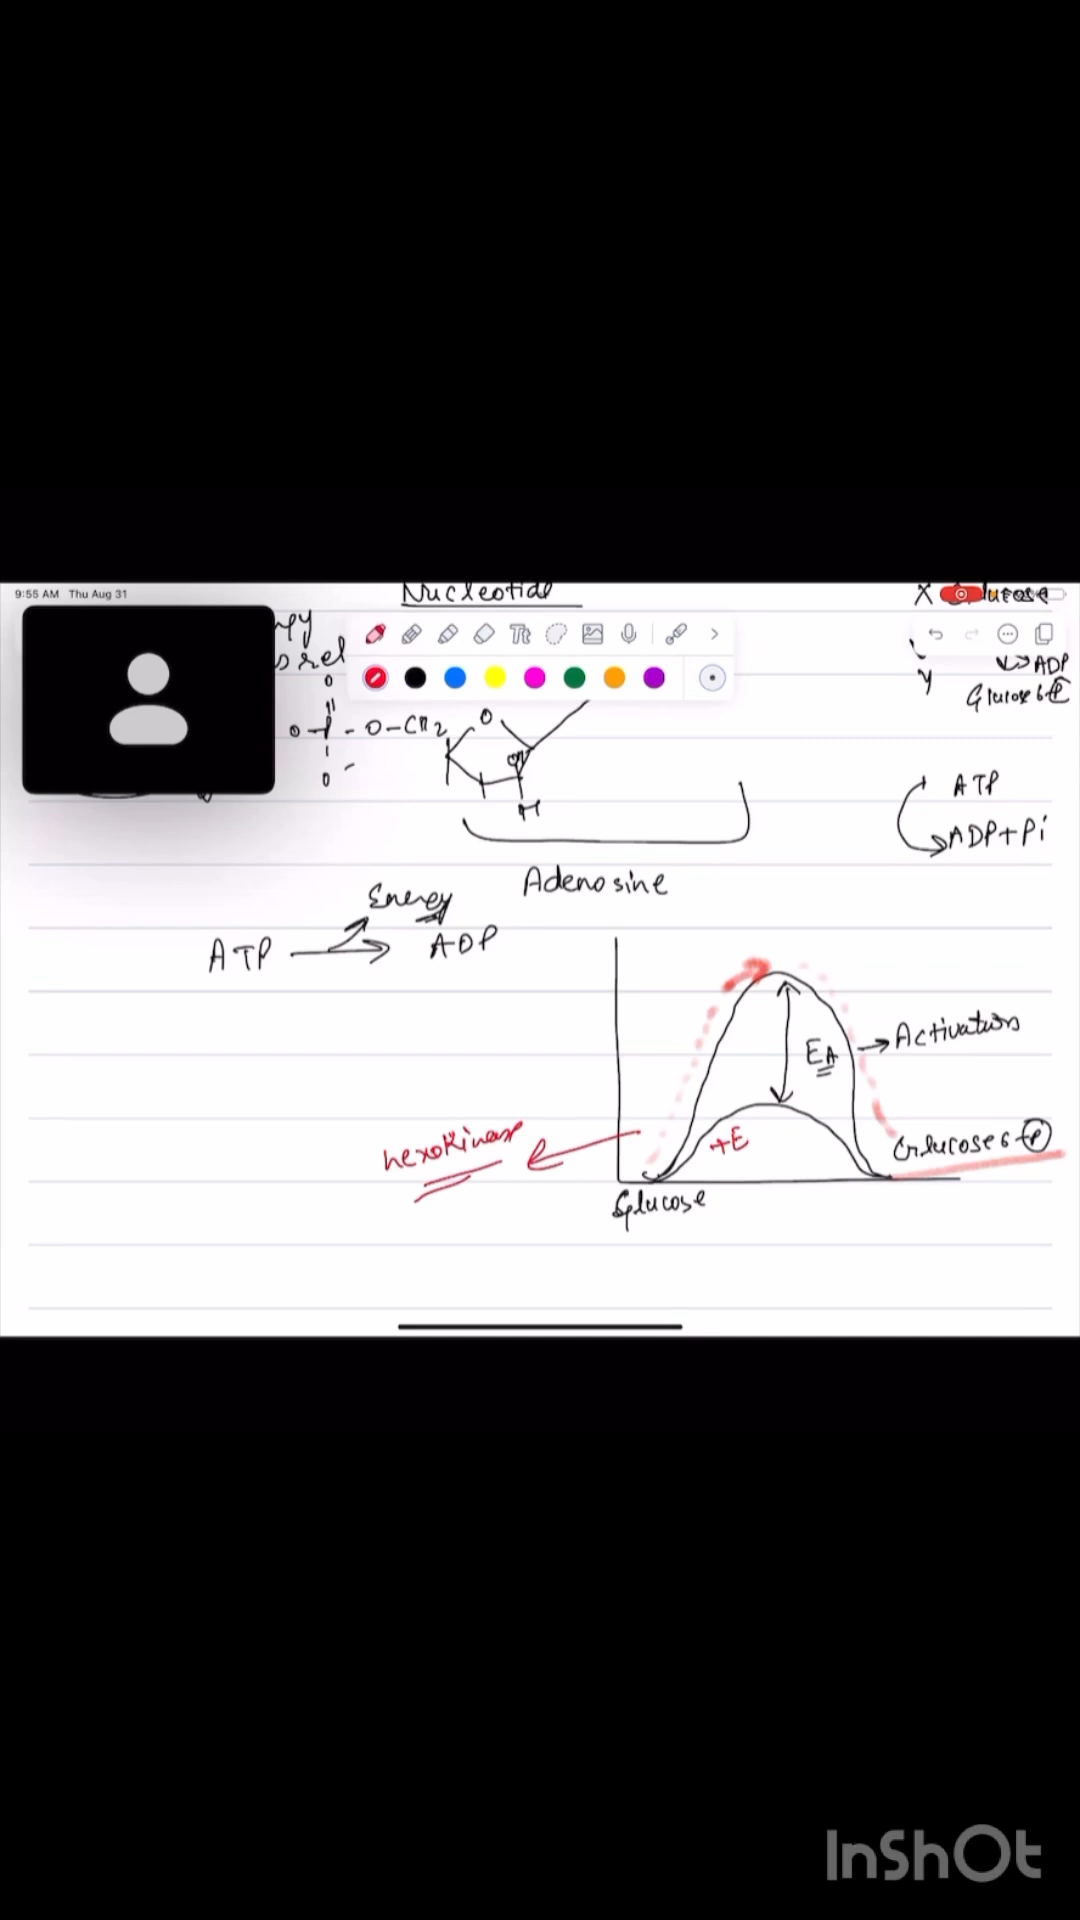 9:55 AM Thu Aug 31
Nucleotide
X Glucose
Tt
ADP
y
Glucose 6 P
O
||
O-P-O-CH2
O
O -
H
ATP
ADP+Pi
Adenosine
Energy
ATP → ADP
EA → Activation
hexokinase
+E
Glucose 6 P
Glucose
InShOt